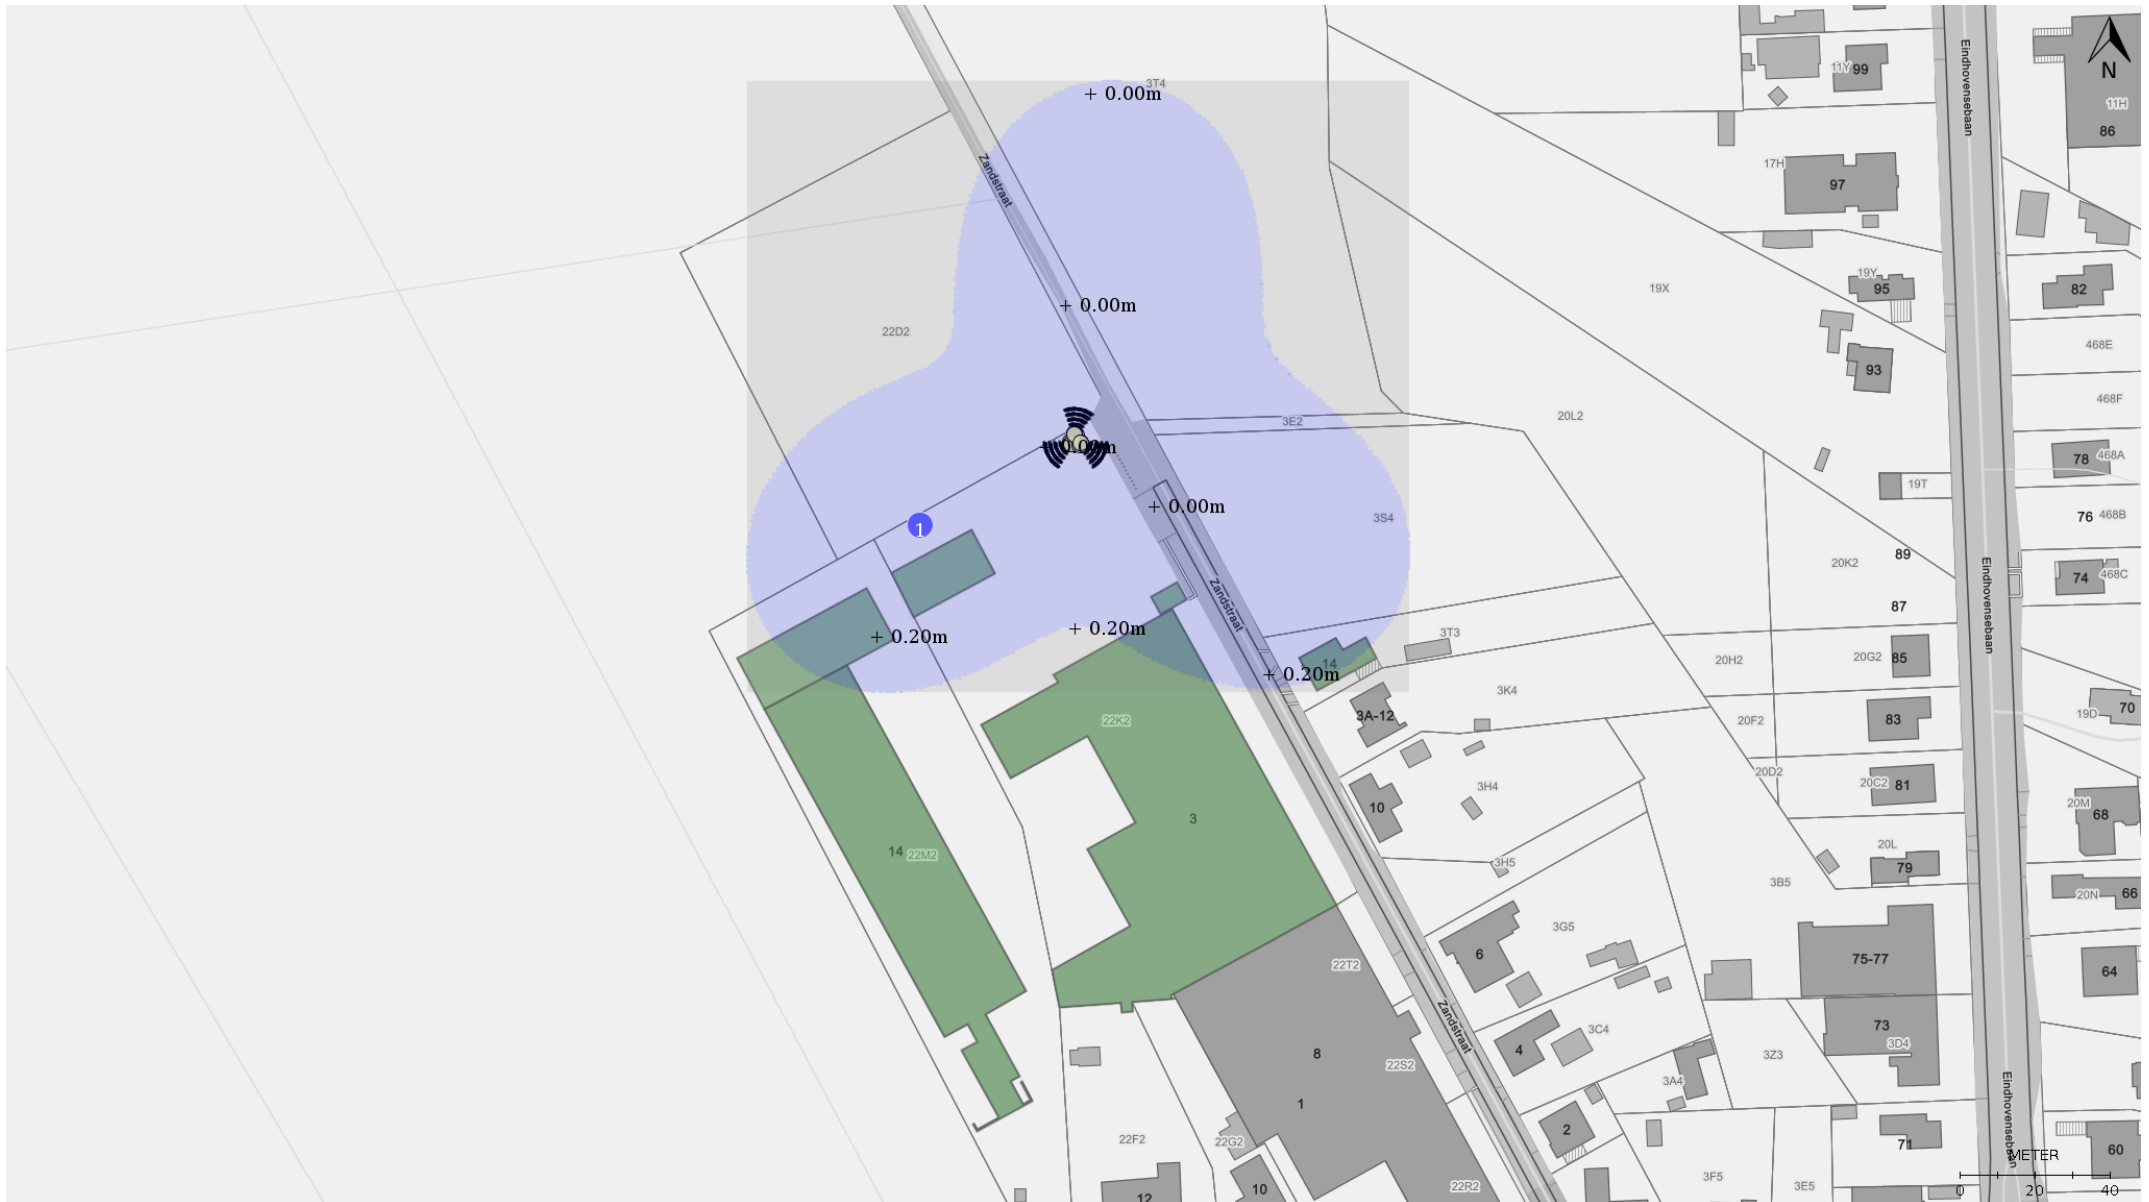 3T4
+ 0.00m
99
11Y
N
11H
86
Eindhovensebaan
Zandstraat
17H
97
19Y
95
82
19X
+ 0.00m
22D2
468E
93
468F
20L2
3E2
+ 0.00m
78
468A
19T
+ 0.00m
3S4
76
468B
1
89
20K2
Eindhovensebaan
74
468C
87
Zandstraat
+ 0.20m
+ 0.20m
3T3
14
+ 0.20m
20H2
20G2
85
3K4
3A-12
22K2
20F2
83
19D
70
20D2
20C2
81
3H4
10
20M
68
3
14
22M2
3H5
20L
79
3B5
20N
66
3G5
6
22T2
75-77
64
Zandstraat
73
3D4
4
3C4
8
22S2
3Z3
3A4
1
Eindhovensebaan
2
22F2
22G2
71
60
METER
3F5
3E5
22R2
10
12
0
20
40